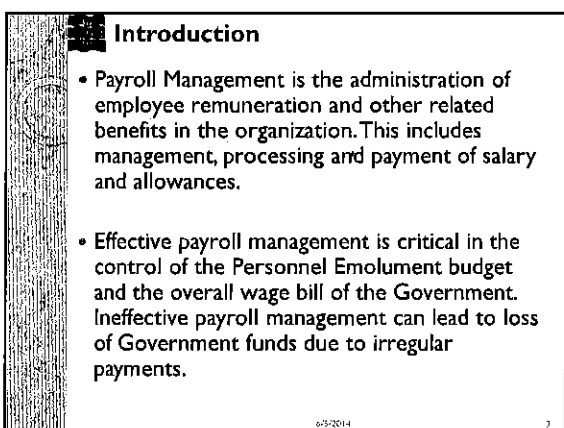 Introduction
• Payroll Management is the administration of
employee remuneration and other related
benefits in the organization. This includes
management, processing and payment of salary
and allowances.
• Effective payroll management is critical in the
control of the Personnel Emolument budget
and the overall wage bill of the Government.
Ineffective payroll management can lead to loss
of Government funds due to irregular
payments.